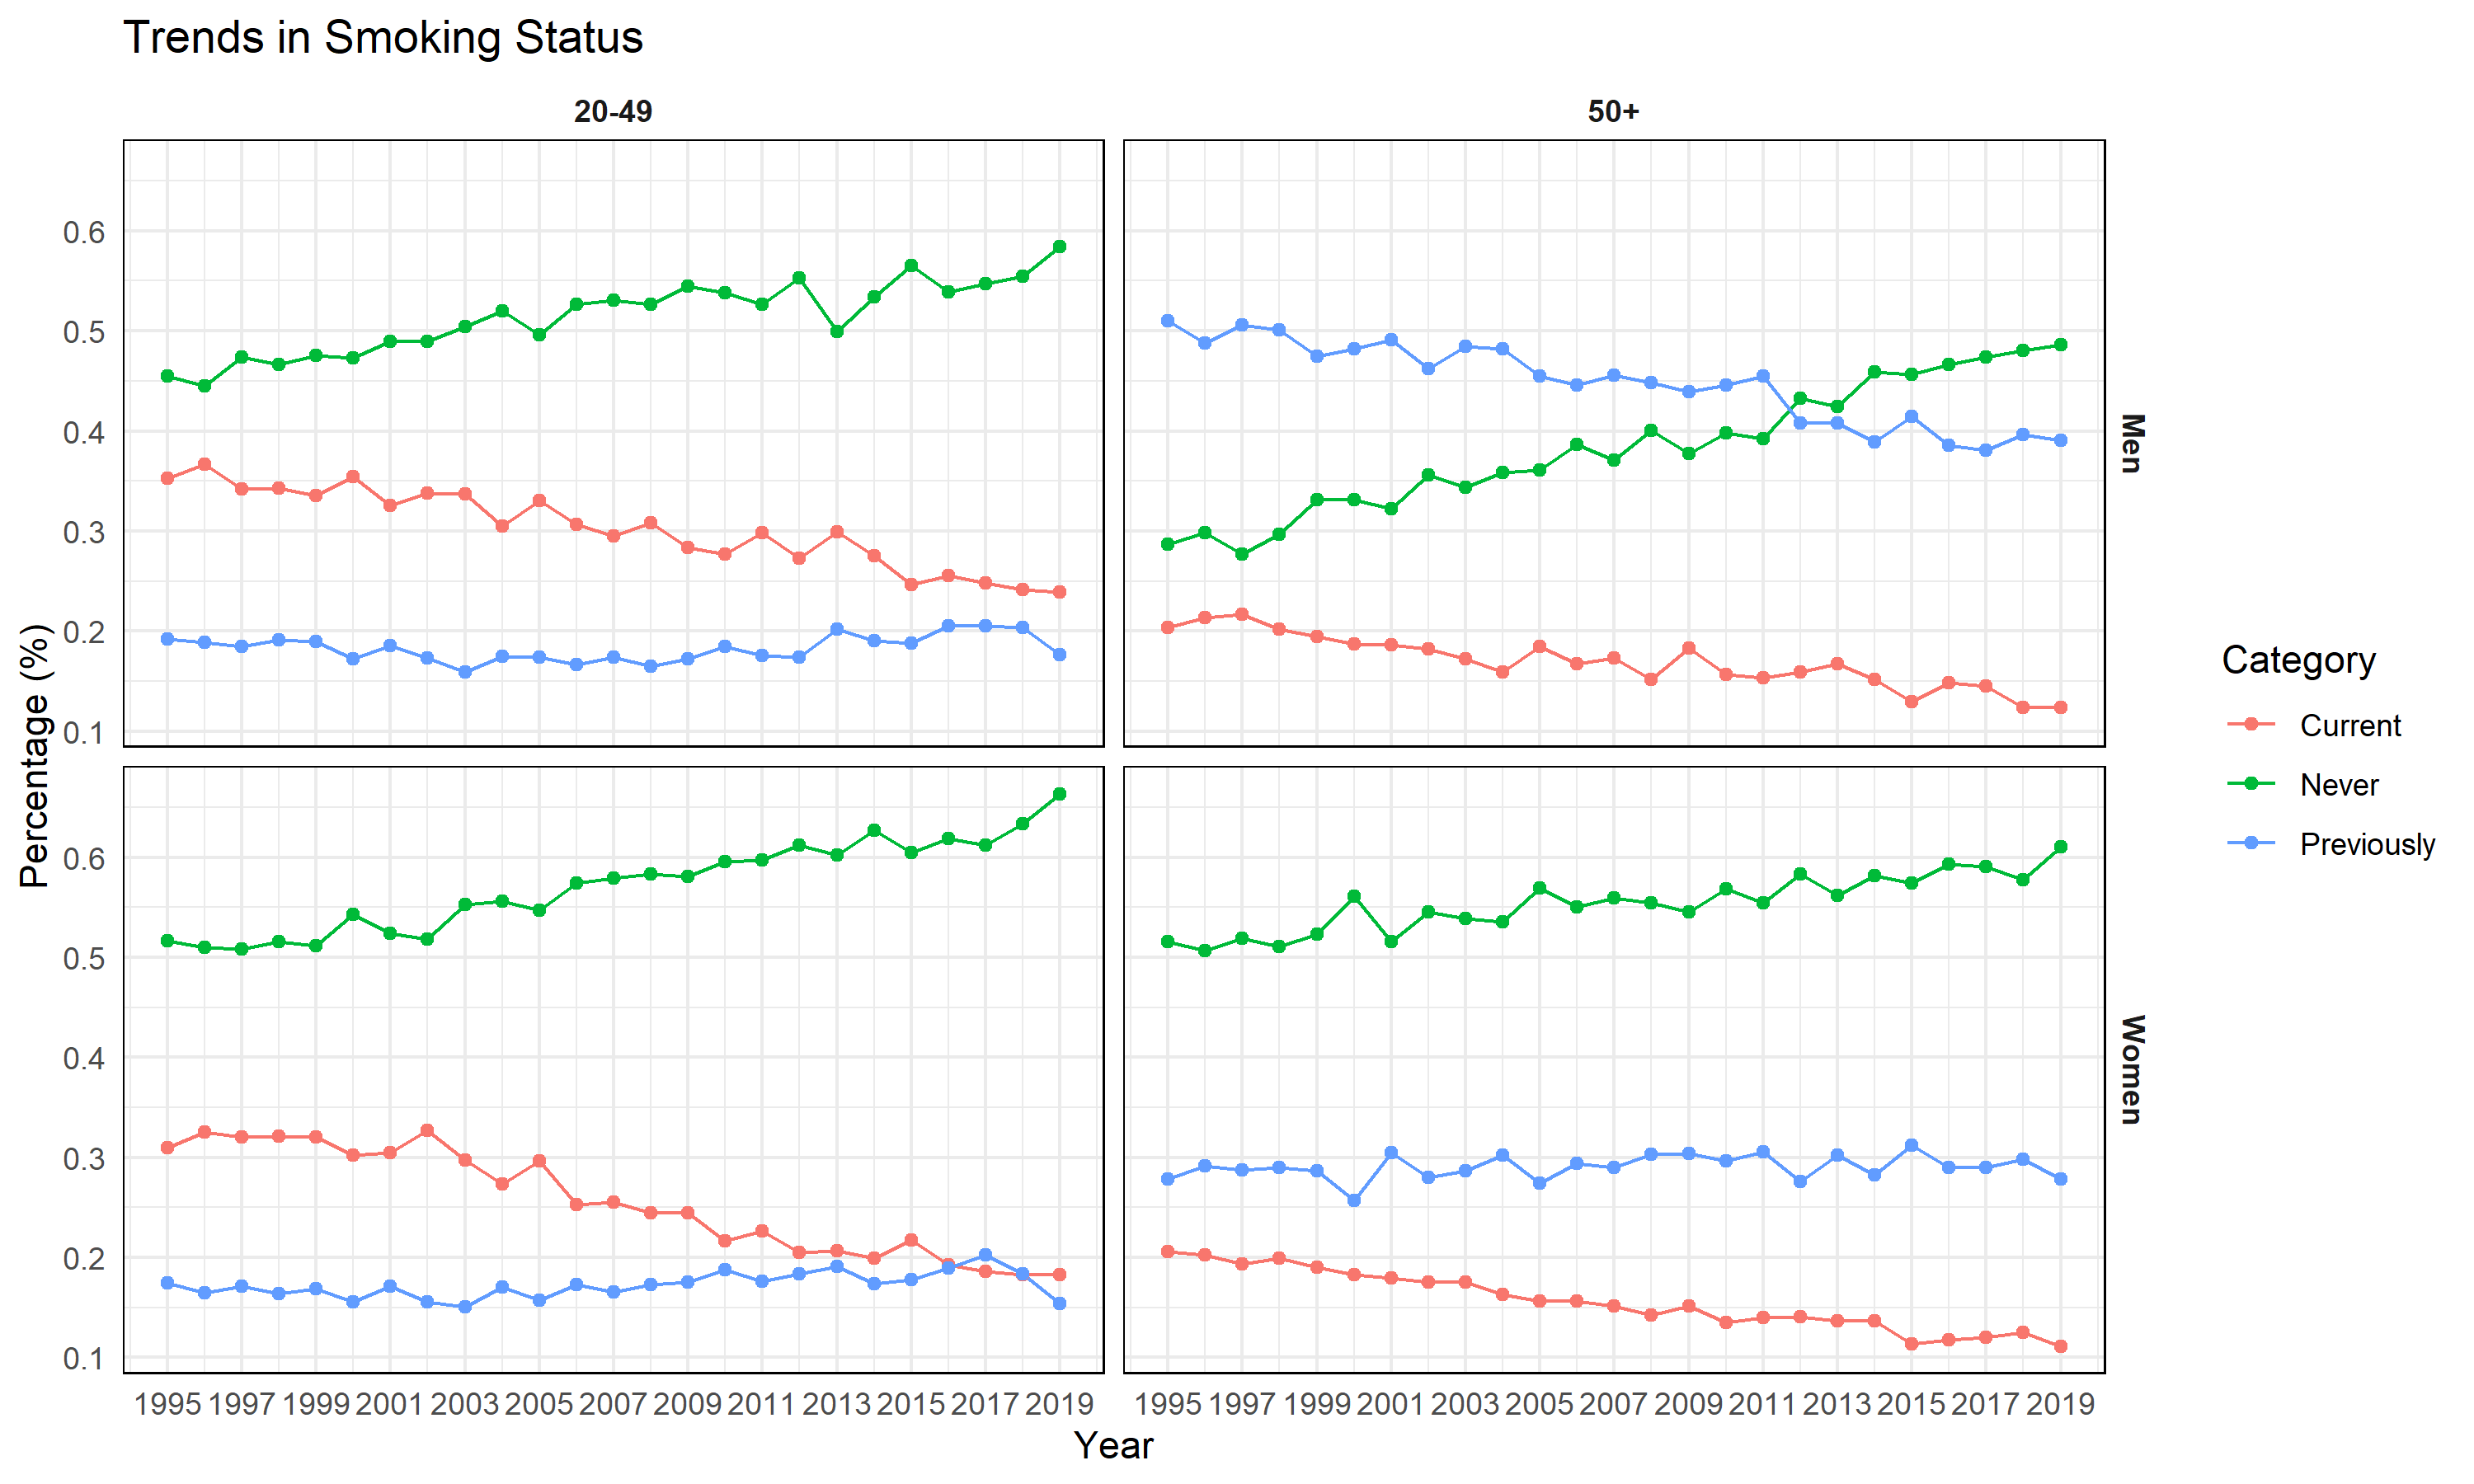 Trends in Smoking Status
20-49
50+
0.6
0.5
0.4
0.3
0.2
0.1
Men
0.6
0.5
0.4
0.3
0.2
0.1
Women
Percentage (%)
1995 1997 1999 2001 2003 2005 2007 2009 2011 2013 2015 2017 2019
1995 1997 1999 2001 2003 2005 2007 2009 2011 2013 2015 2017 2019
Year
Category
Current
Never
Previously